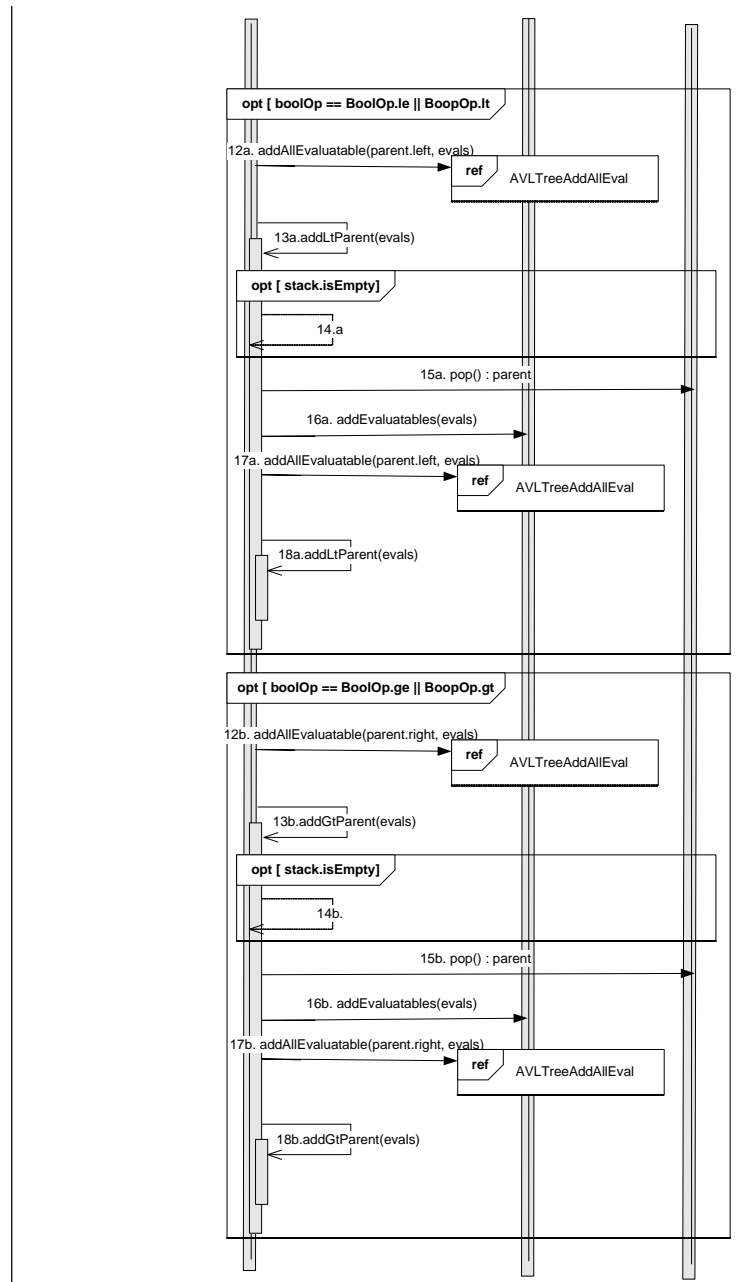 opt [ boolOp == BoolOp.le || BoopOp.lt
12a. addAllEvaluatable(parent.left, evals)
ref
AVLTreeAddAllEval
13a.addLtParent(evals)
opt [ stack.isEmpty]
14.a
15a. pop() : parent
16a. addEvaluatables(evals)
17a. addAllEvaluatable(parent.left, evals)
ref
AVLTreeAddAllEval
18a.addLtParent(evals)
opt [ boolOp == BoolOp.ge || BoopOp.gt
12b. addAllEvaluatable(parent.right, evals)
ref
AVLTreeAddAllEval
13b.addGtParent(evals)
opt [ stack.isEmpty]
14b.
15b. pop() : parent
16b. addEvaluatables(evals)
17b. addAllEvaluatable(parent.right, evals)
ref
AVLTreeAddAllEval
18b.addGtParent(evals)